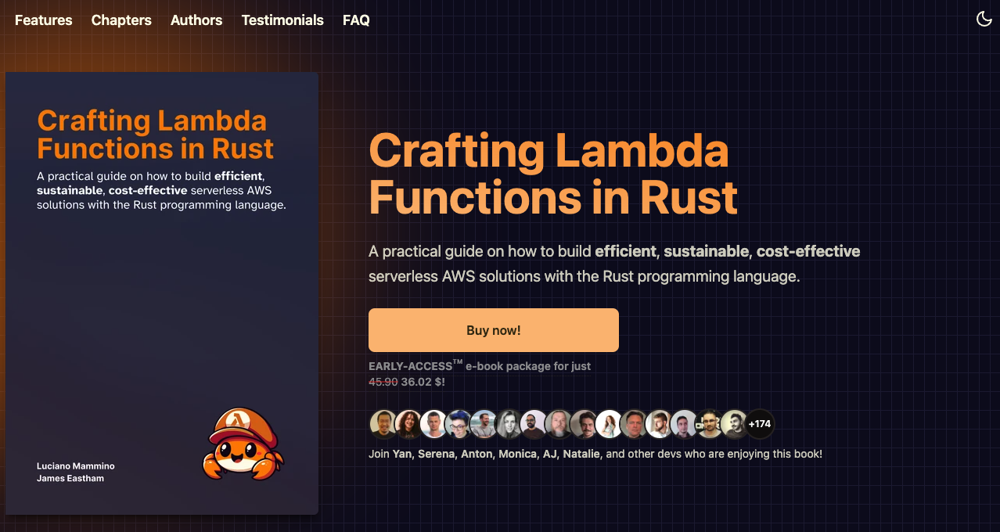 Features Chapters Authors Testimonials FAQ
Crafting Lambda
Functions in Rust
A practical guide on how to build efficient,
sustainable, cost-effective serverless AWS
solutions with the Rust programming language.
Luciano Mammino
James Eastham
Crafting Lambda
Functions in Rust
A practical guide on how to build efficient, sustainable, cost-effective
serverless AWS solutions with the Rust programming language.
Buy now!
EARLY-ACCESS™ e-book package for just
45.90 36.02 $!
+174
Join Yan, Serena, Anton, Monica, AJ, Natalie, and other devs who are enjoying this book!